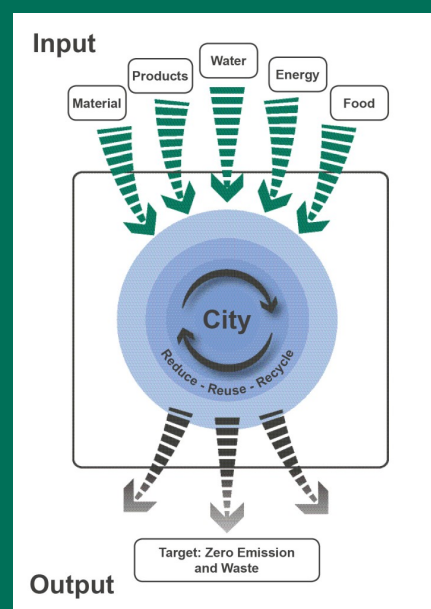 Input
Material
Products
Water
Energy
Food
City
Reduce - Reuse - Recycle
Target: Zero Emission
and Waste
Output